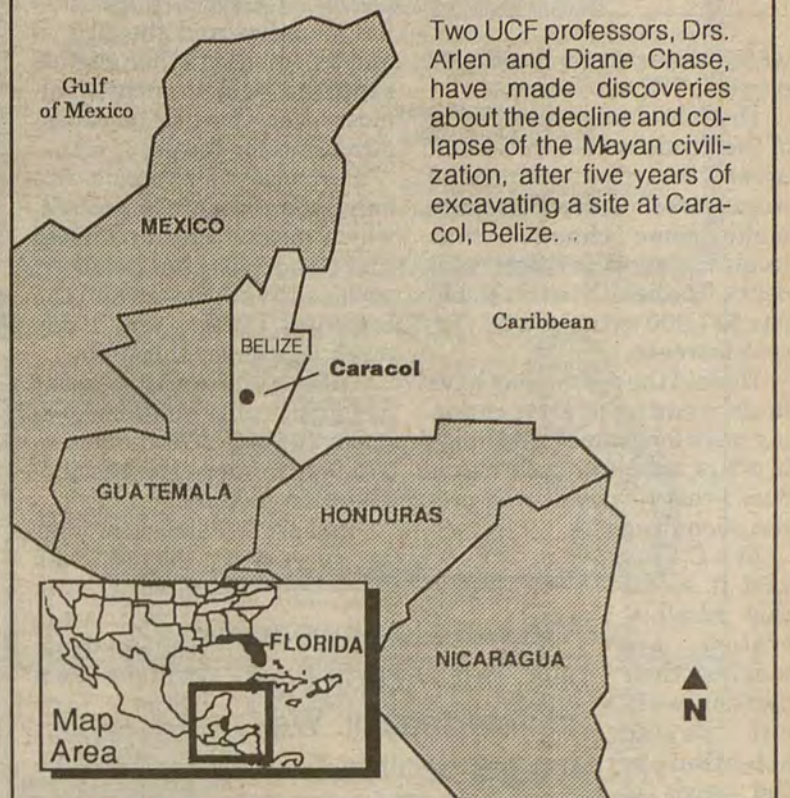 Two UCF professors, Drs.
Arlen and Diane Chase,
have made discoveries
about the decline and col-
lapse of the Mayan civili-
zation, after five years of
excavating a site at Cara-
col, Belize.
Gulf
of Mexico
MEXICO
Caribbean
BELIZE
Caracol
GUATEMALA
HONDURAS
FLORIDA
NICARAGUA
N
Map
Area